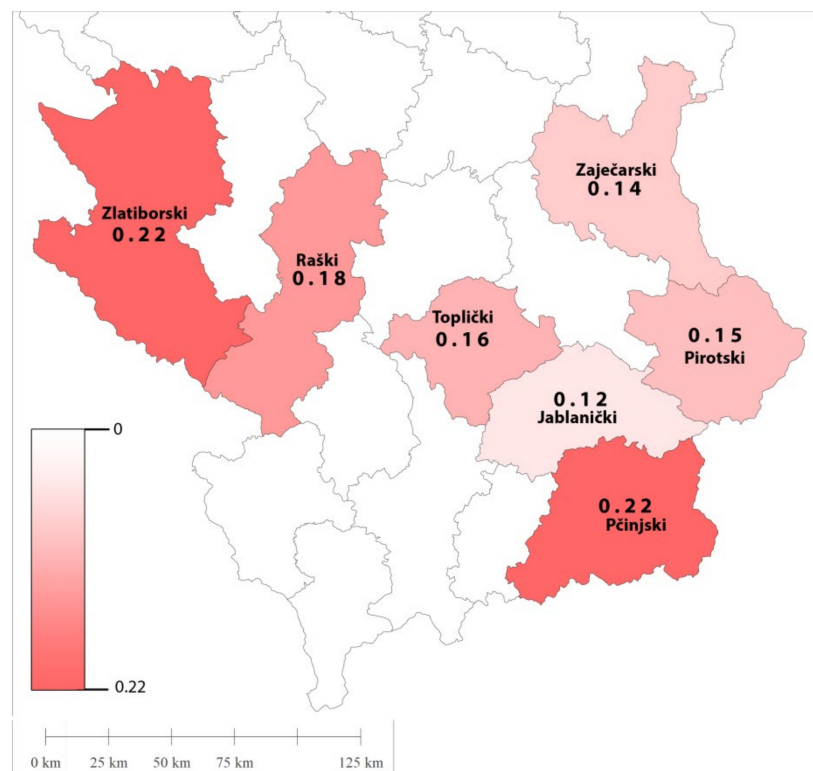 Zaječarski
0.14
Zlatiborski
0.22
Raški
0.18
Toplički
0.16
0.15
Pirotski
0.12
Jablanički
0
0.22
Pčinjski
0.22
0 km 25 km 50 km 75 km 125 km